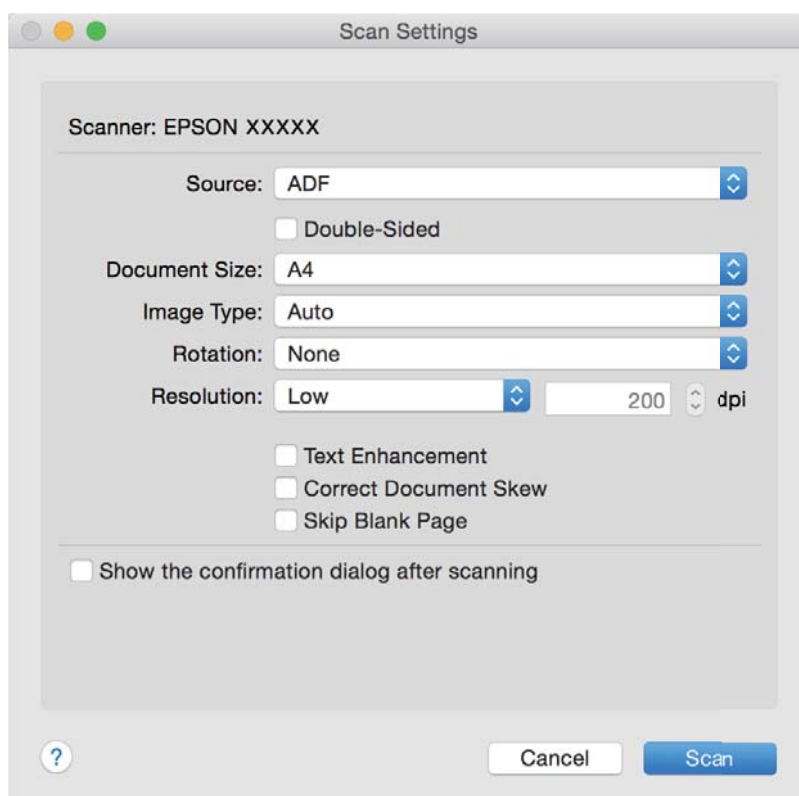 Scan Settings
Scanner: EPSON XXXXX
Source: ADF
Double-Sided
Document Size: A4
Image Type: Auto
Rotation: None
Resolution: Low 200 dpi
Text Enhancement
Correct Document Skew
Skip Blank Page
Show the confirmation dialog after scanning
? Cancel Scan